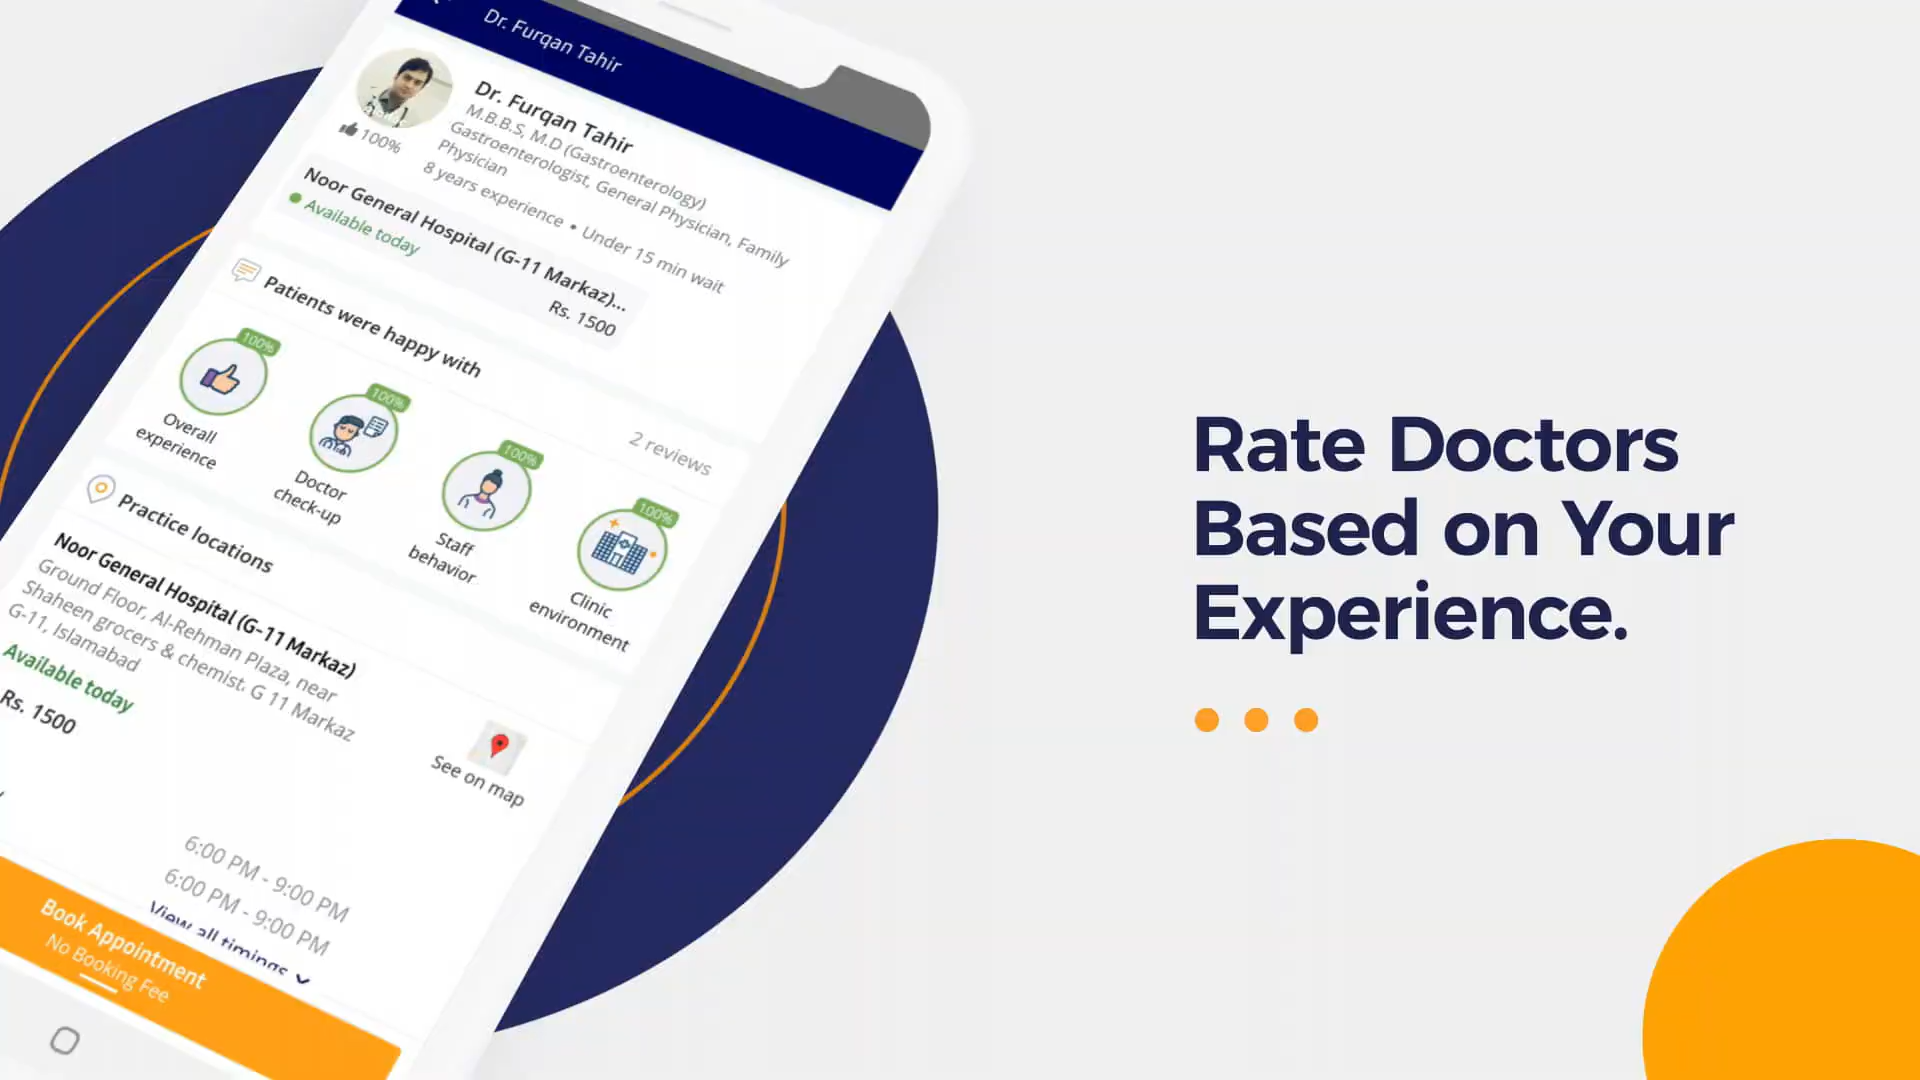 Dr. Furqan Tahir
Dr. Furqan Tahir
M.B.B.S, M.D (Gastroenterology)
Gastroenterologist, General Physician, Family
Physician
8 years experience • Under 15 min wait
100%
Noor General Hospital (G-11 Markaz)...
Available today
Rs. 1500
Patients were happy with
2 reviews
100%
Overall
experience
100%
Doctor
check-up
100%
Staff
behavior
100%
Clinic
environment
Practice locations
Noor General Hospital (G-11 Markaz)
Ground Floor, Al-Rehman Plaza, near
Shaheen grocers & chemist, G 11 Markaz
G-11, Islamabad
Available today
Rs. 1500
See on map
6:00 PM - 9:00 PM
6:00 PM - 9:00 PM
View all timings
Book Appointment
No Booking Fee
Rate Doctors
Based on Your
Experience.